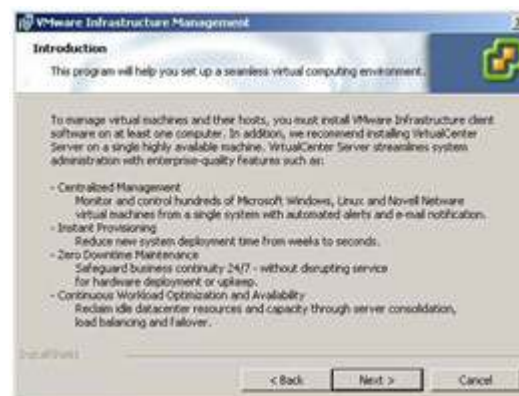 VMware Infrastructure Management
Introduction
This program will help you set up a seamless virtual computing environment.
To manage virtual machines and their hosts, you must install VMware Infrastructure client
software on at least one computer. In addition, we recommend installing VirtualCenter
Server on a single highly available machine. VirtualCenter Server streamlines system
administration with enterprise-quality features such as:
- Centralized Management
Monitor and control hundreds of Microsoft Windows, Linux and Novell Netware
virtual machines from a single system with automated alerts and e-mail notification.
- Instant Provisioning
Reduce new system deployment time from weeks to seconds.
- Zero Downtime Maintenance
Safeguard business continuity 24/7 - without disrupting service
for hardware deployment or upkeep.
- Continuous Workload Optimization and Availability
Reclaim idle datacenter resources and capacity through server consolidation,
load balancing and failover.
InstallShield
< Back
Next >
Cancel